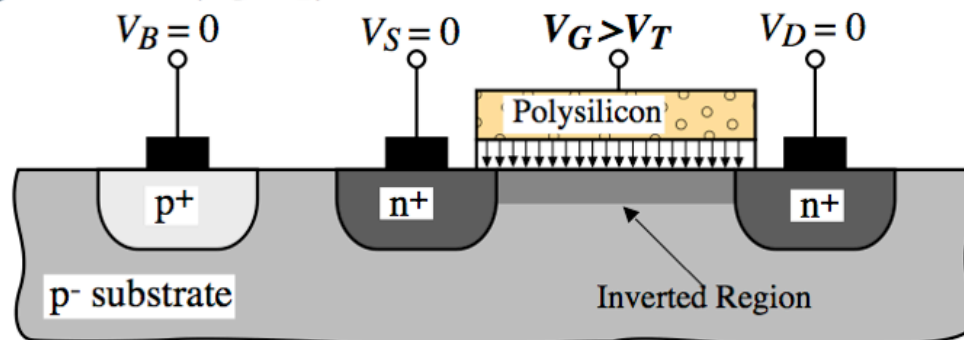 V_B = 0
V_S = 0
V_G > V_T
V_D = 0
Polysilicon
p+
n+
n+
p- substrate
Inverted Region